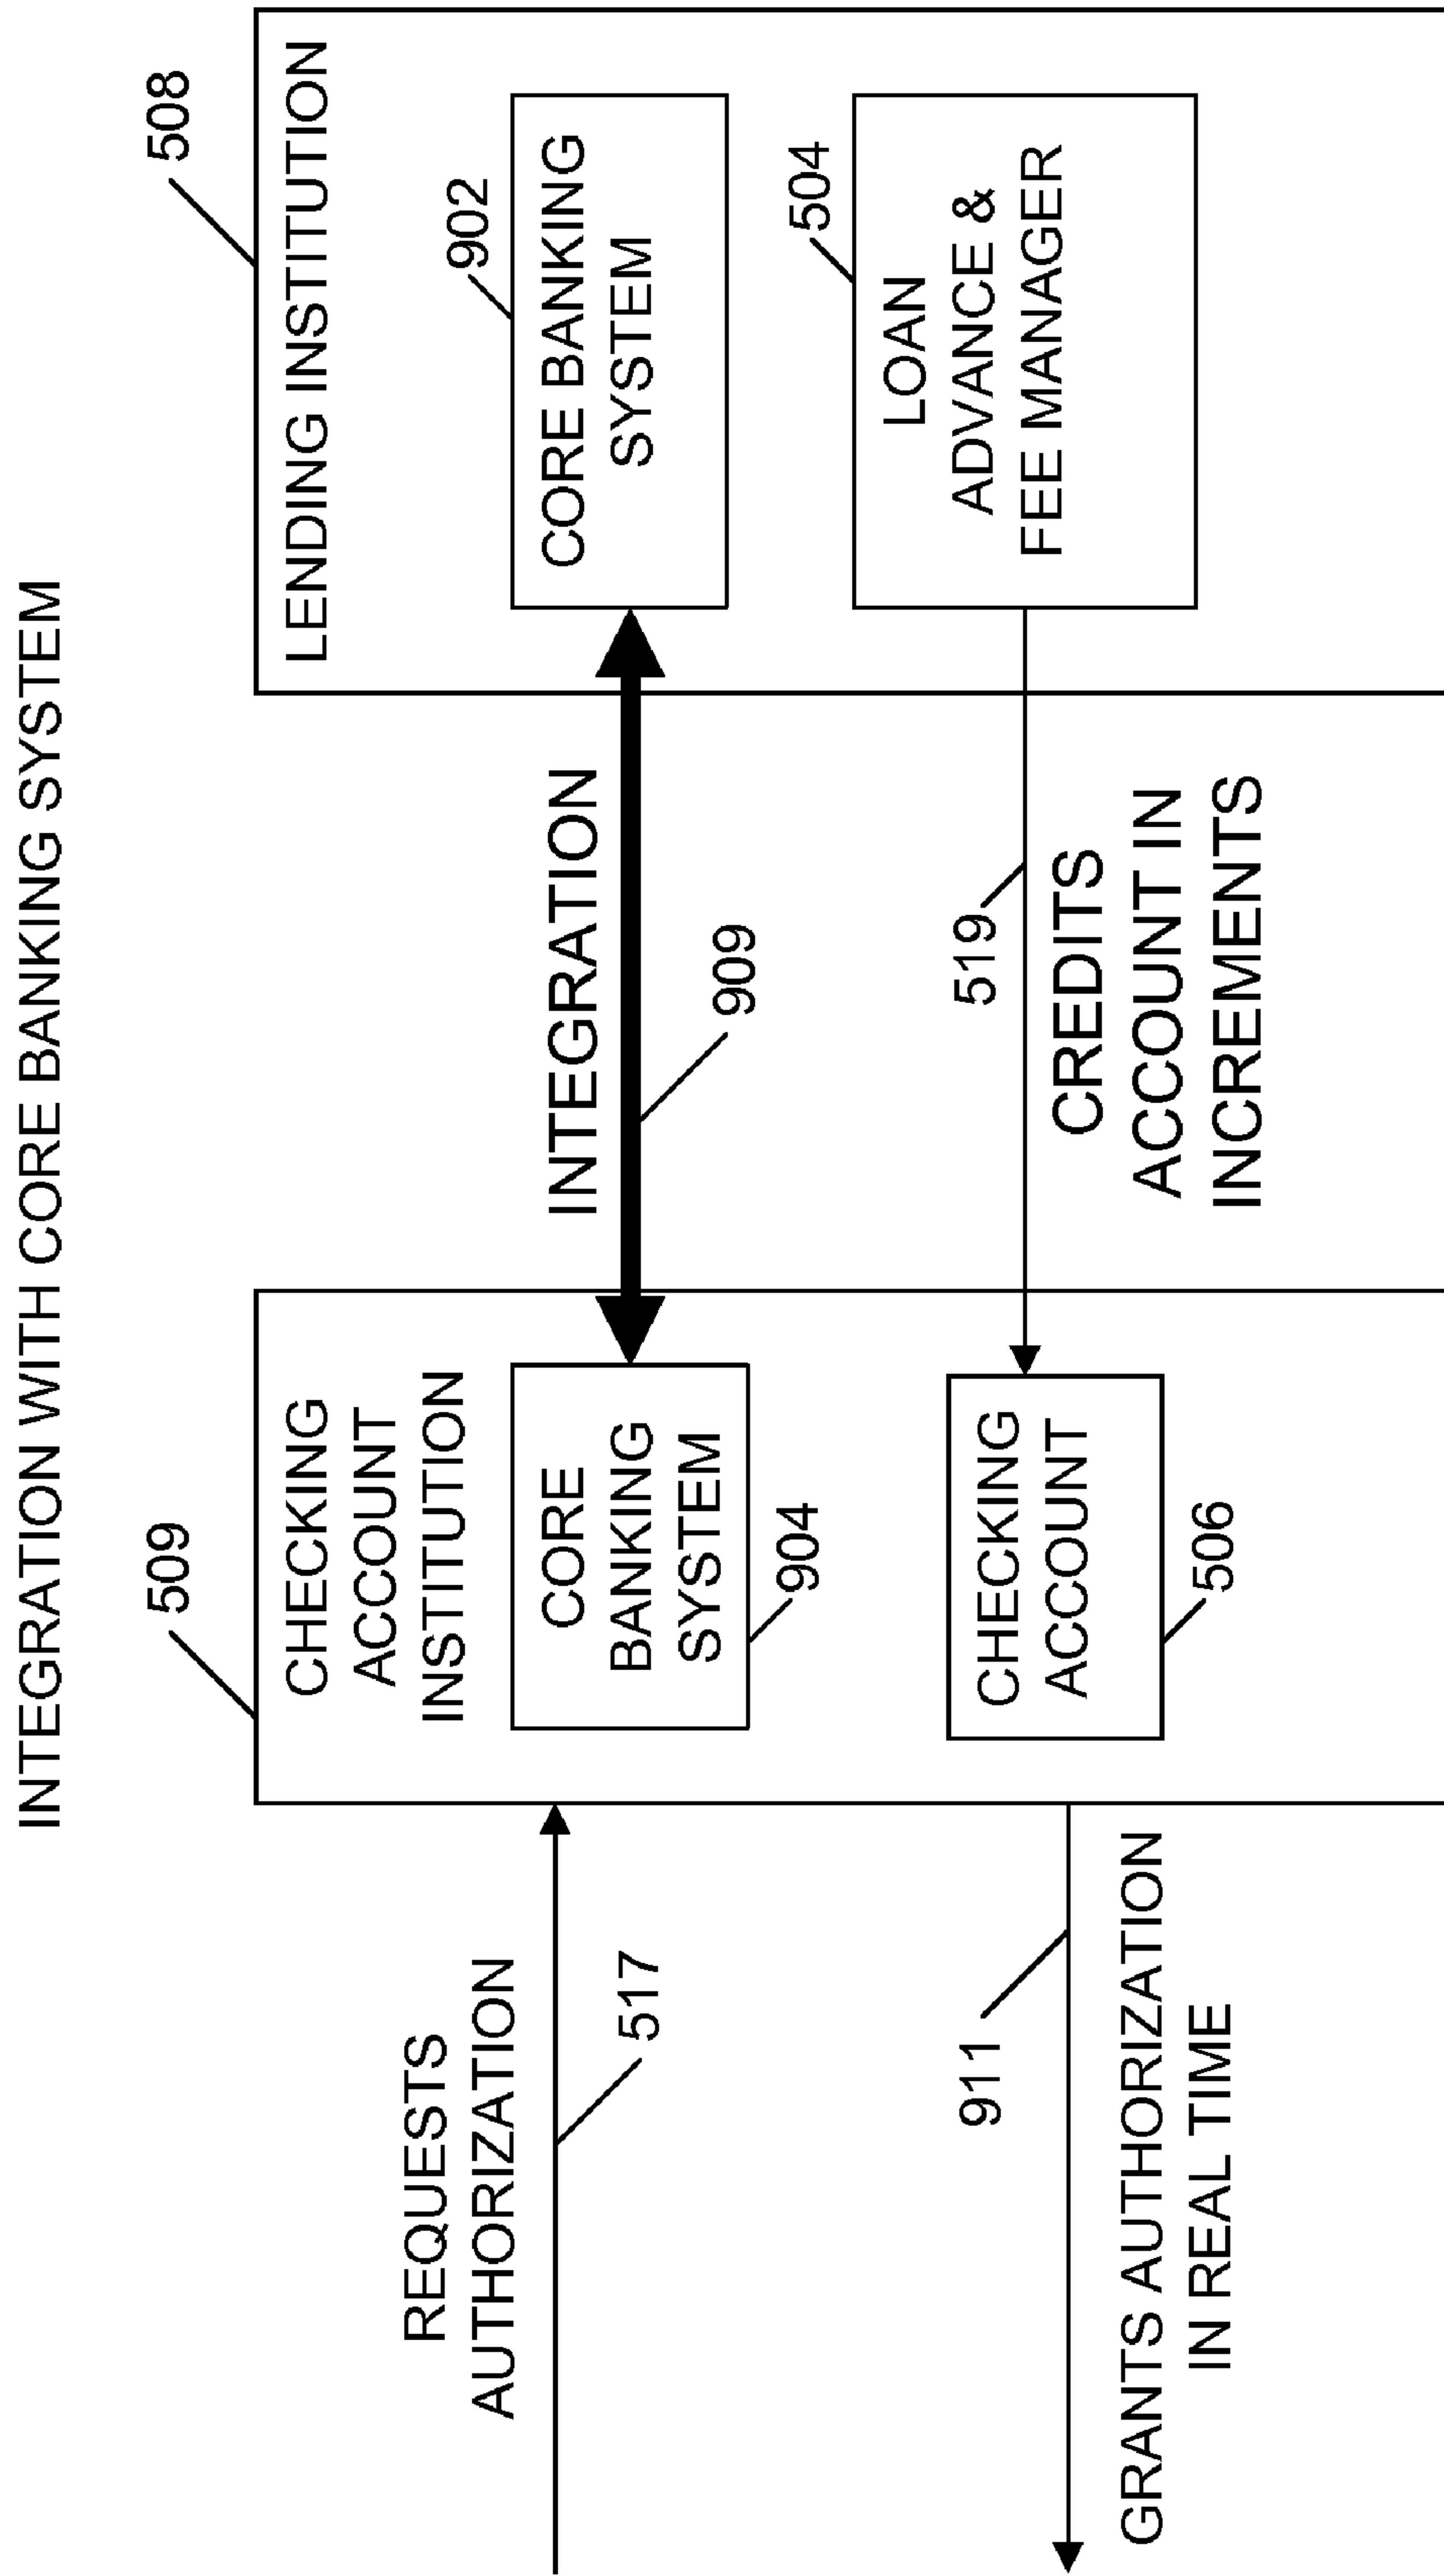 INTEGRATION WITH CORE BANKING SYSTEM
509
508
CHECKING
ACCOUNT
INSTITUTION
LENDING INSTITUTION
REQUESTS
AUTHORIZATION
517
CORE
BANKING
SYSTEM
904
INTEGRATION
909
902
CORE BANKING
SYSTEM
911
GRANTS AUTHORIZATION
IN REAL TIME
CHECKING
ACCOUNT
506
519
CREDITS
ACCOUNT IN
INCREMENTS
504
LOAN
ADVANCE &
FEE MANAGER